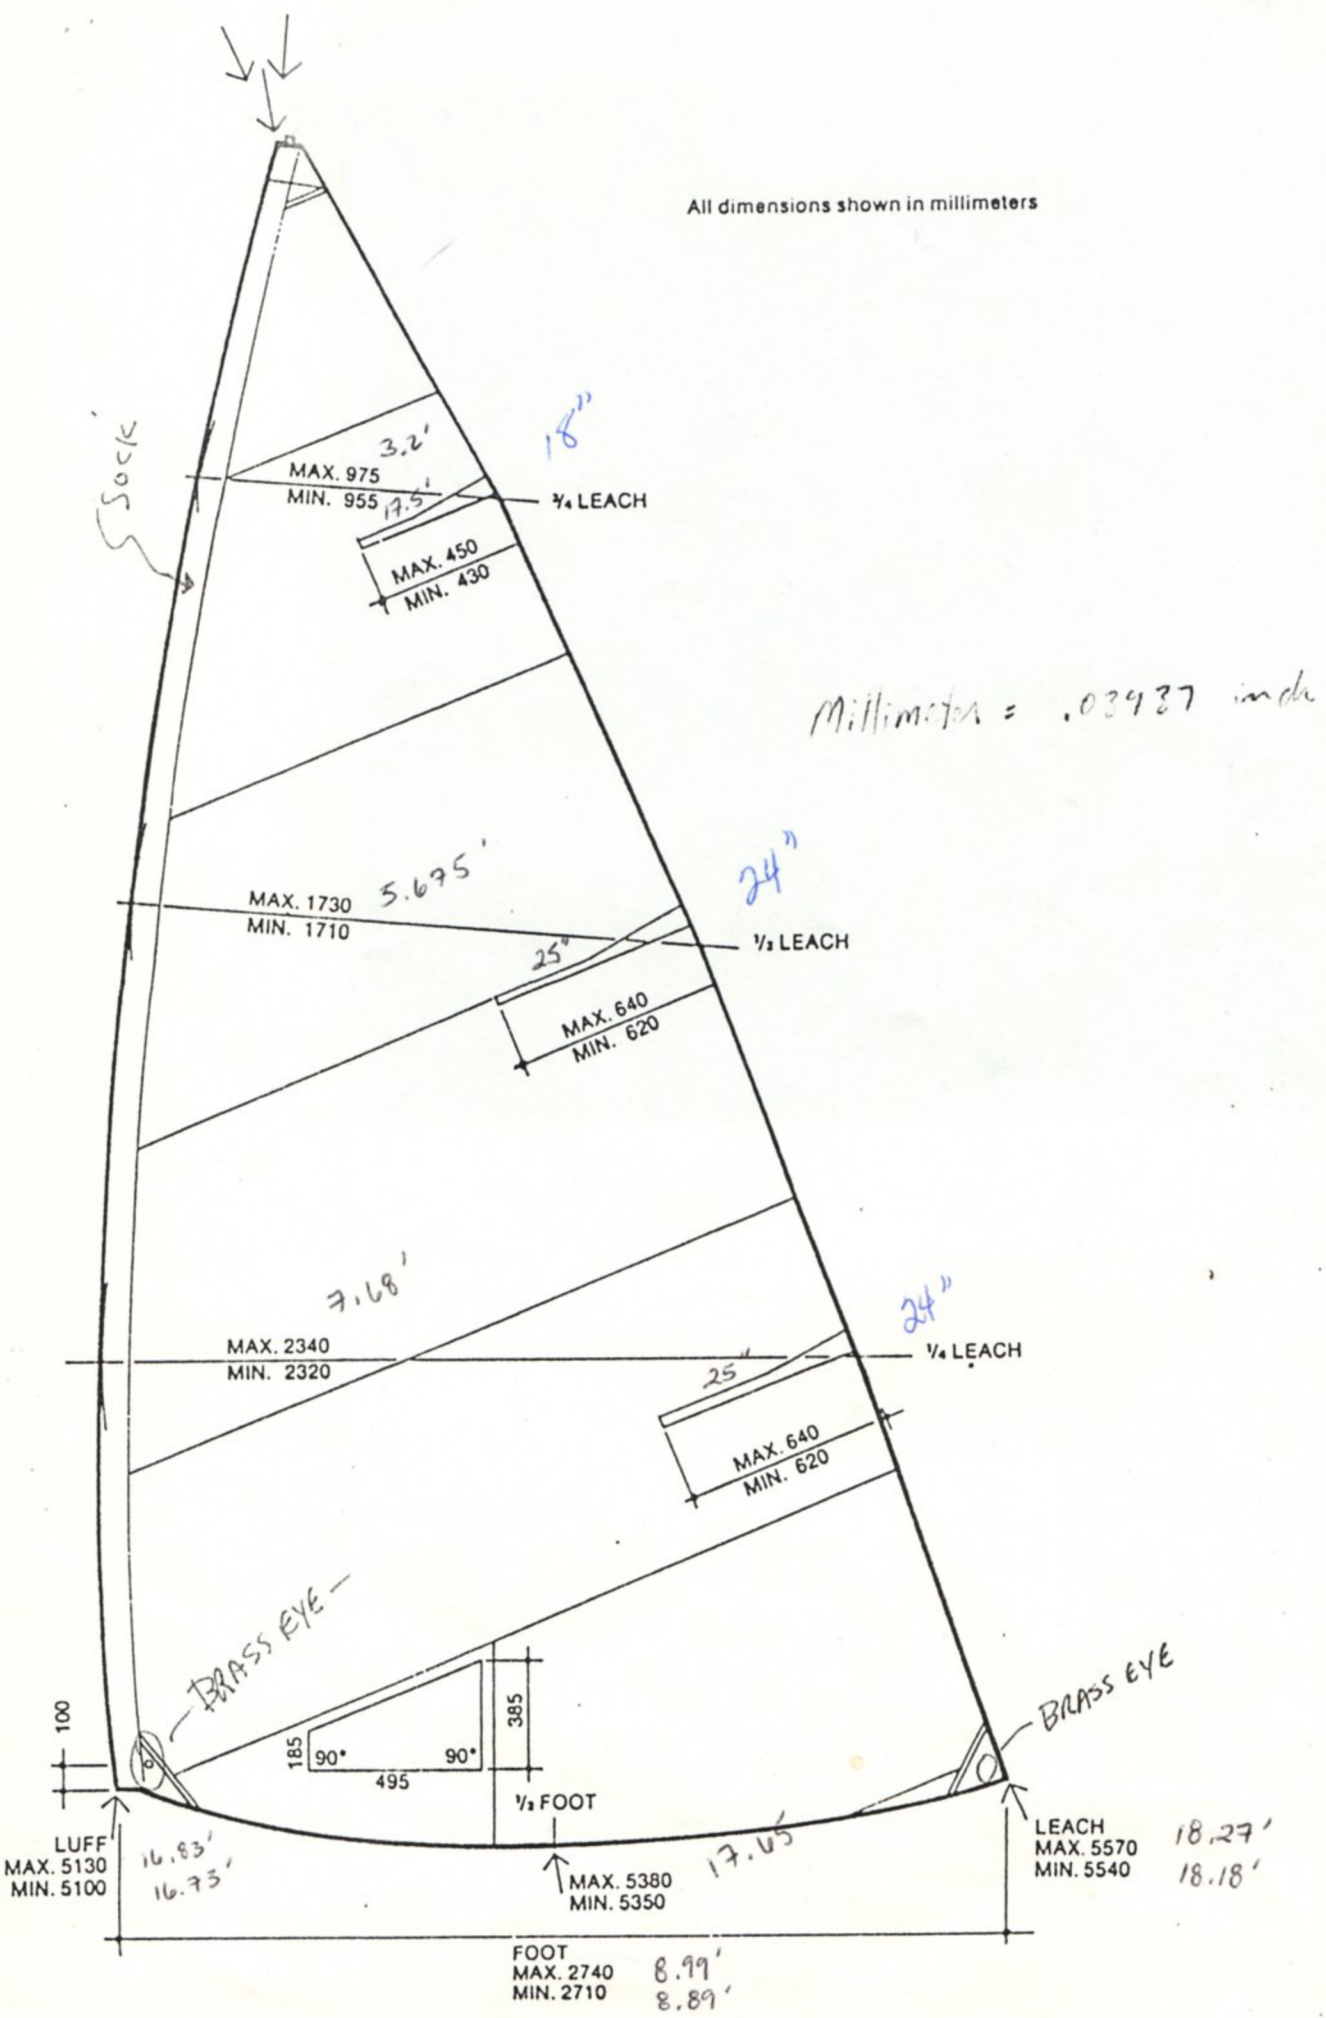 All dimensions shown in millimeters
18"
3.2'
MAX. 975
MIN. 955
17.5'
¾ LEACH
Sock
MAX. 450
MIN. 430
Millimeter = .03937 inch
24"
5.675'
MAX. 1730
MIN. 1710
½ LEACH
25"
MAX. 640
MIN. 620
24"
7.68'
MAX. 2340
MIN. 2320
¼ LEACH
25"
MAX. 640
MIN. 620
BRASS EYE
BRASS EYE
100
185
385
90°
90°
495
½ FOOT
LUFF
MAX. 5130
MIN. 5100
16.83'
16.73'
17.65'
MAX. 5380
MIN. 5350
LEACH
MAX. 5570
MIN. 5540
18.27'
18.18'
FOOT
MAX. 2740
MIN. 2710
8.99'
8.89'